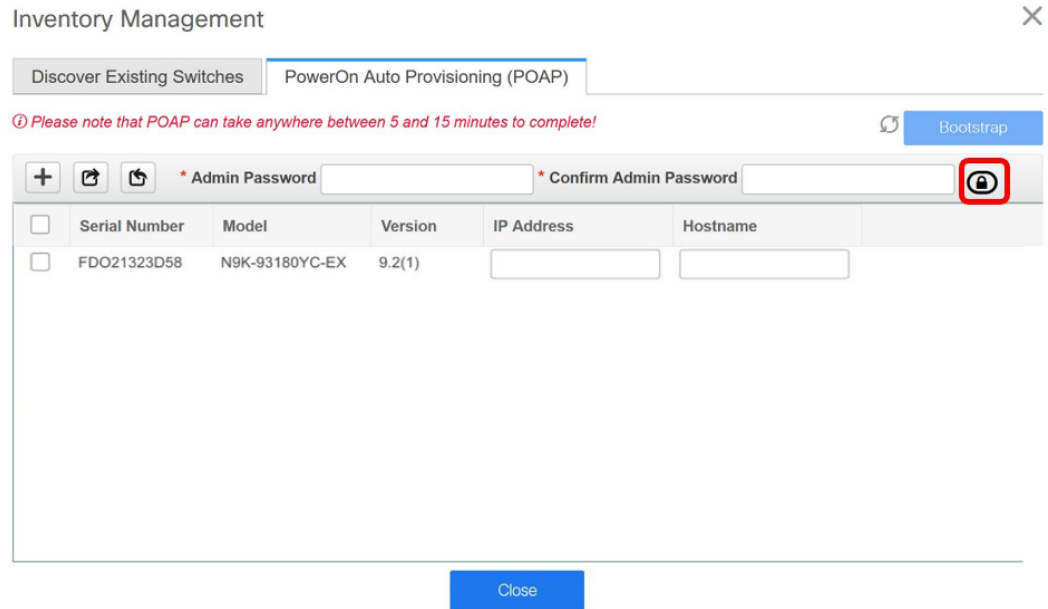 Inventory Management
Discover Existing Switches PowerOn Auto Provisioning (POAP)
Please note that POAP can take anywhere between 5 and 15 minutes to complete! Bootstrap
* Admin Password * Confirm Admin Password
Serial Number Model Version IP Address Hostname
FDO21323D58 N9K-93180YC-EX 9.2(1)
Close